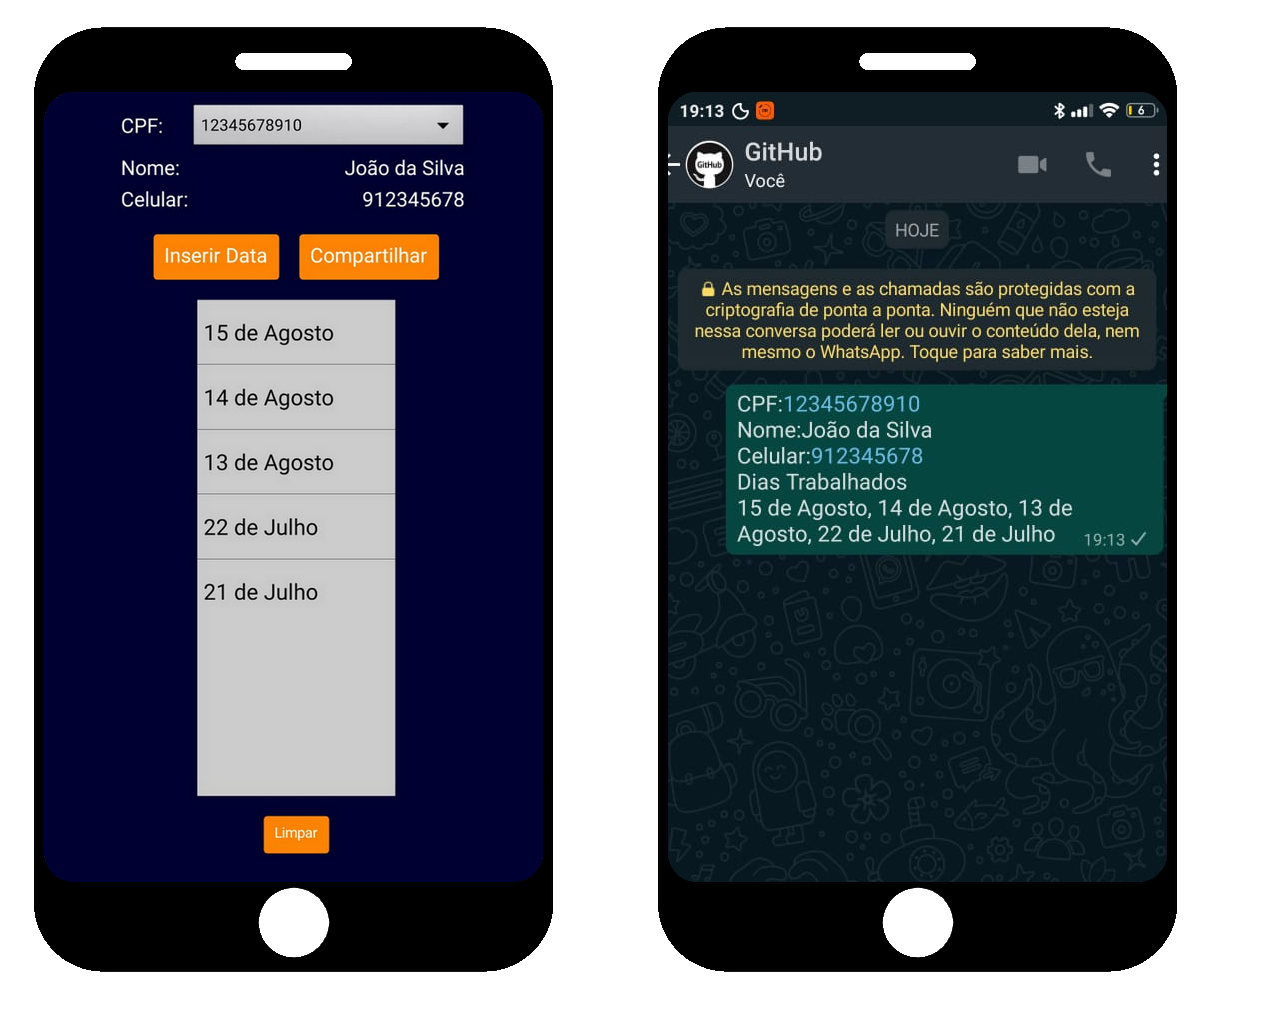 CPF: 12345678910
Nome: João da Silva
Celular: 912345678
Inserir Data Compartilhar
15 de Agosto
14 de Agosto
13 de Agosto
22 de Julho
21 de Julho
Limpar
19:13 6
GitHub
GitHub
Você
HOJE
As mensagens e as chamadas são protegidas com a
criptografia de ponta a ponta. Ninguém que não esteja
nessa conversa poderá ler ou ouvir o conteúdo dela, nem
mesmo o WhatsApp. Toque para saber mais.
CPF:12345678910
Nome:João da Silva
Celular:912345678
Dias Trabalhados
15 de Agosto, 14 de Agosto, 13 de
Agosto, 22 de Julho, 21 de Julho 19:13